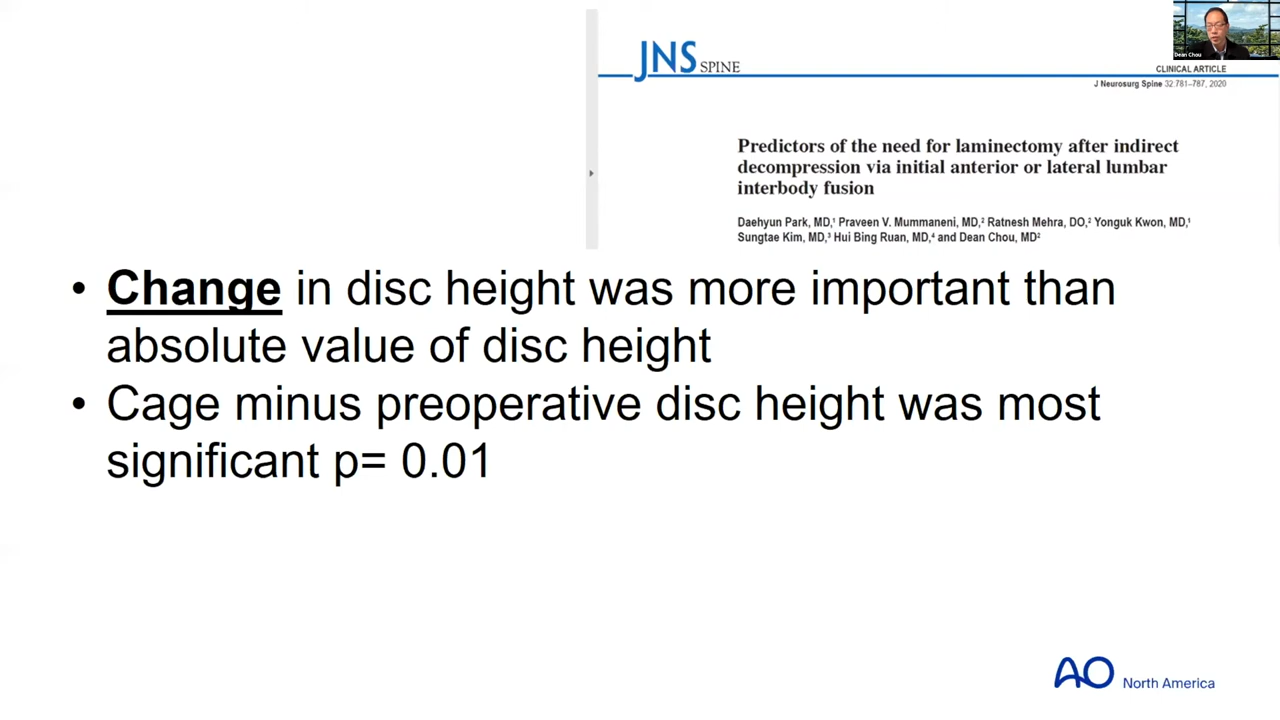 Dean Chou
JNS SPINE
CLINICAL ARTICLE
J Neurosurg Spine 32:781–787, 2020
Predictors of the need for laminectomy after indirect
decompression via initial anterior or lateral lumbar
interbody fusion
Daehyun Park, MD,¹ Praveen V. Mummaneni, MD,² Ratnesh Mehra, DO,² Yonguk Kwon, MD,¹
Sungtae Kim, MD,³ Hui Bing Ruan, MD,⁴ and Dean Chou, MD²
• Change in disc height was more important than
absolute value of disc height
• Cage minus preoperative disc height was most
significant p= 0.01
AO North America